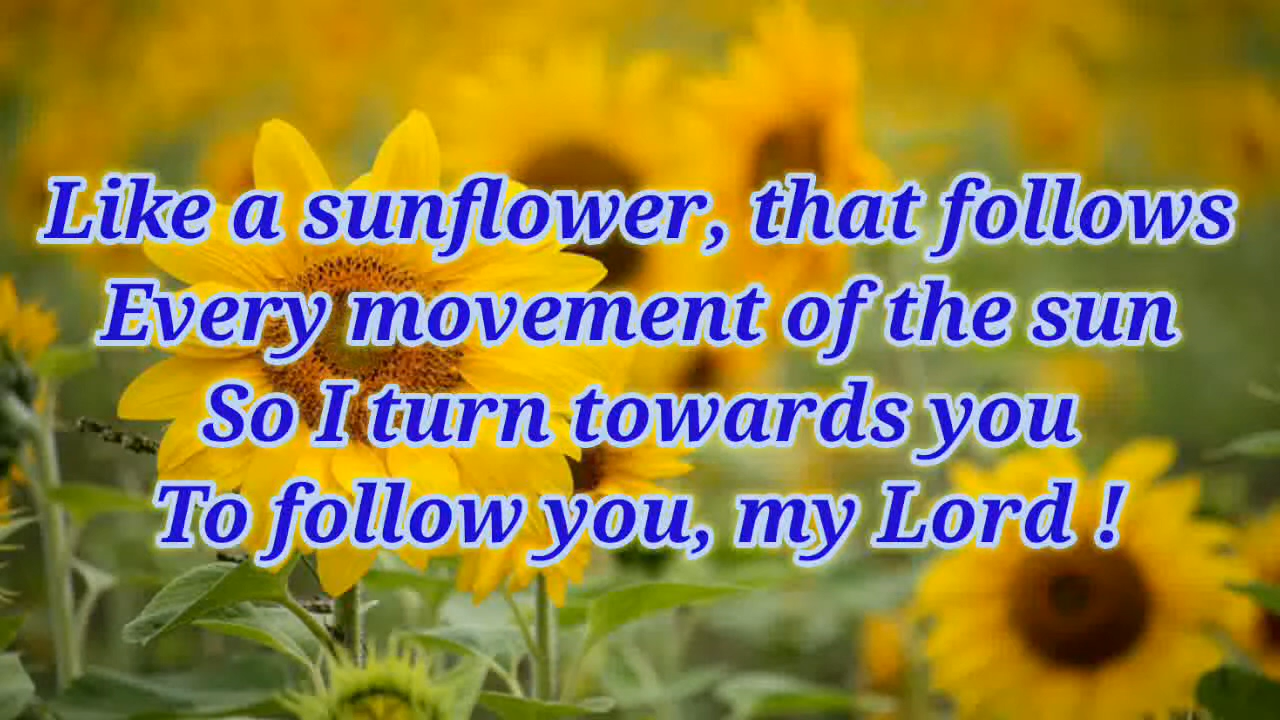 Like a sunflower, that follows
Every movement of the sun
So I turn towards you
To follow you, my Lord !